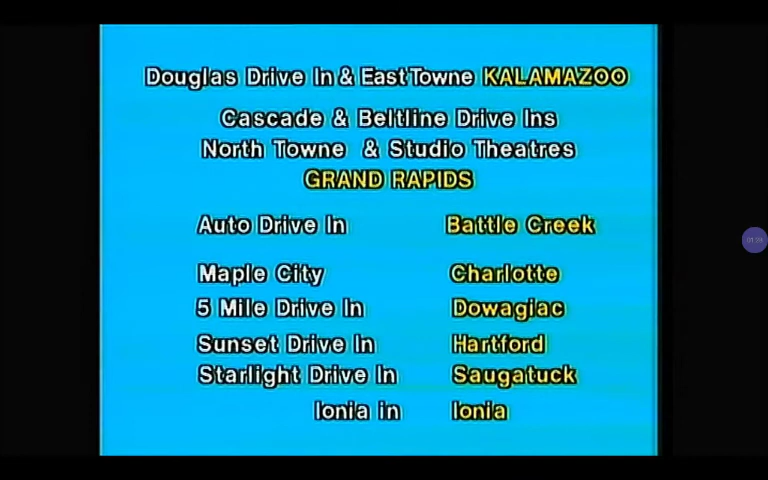 Douglas Drive In & East Towne KALAMAZOO
Cascade & Beltline Drive Ins
North Towne & Studio Theatres
GRAND RAPIDS
Auto Drive In Battle Creek
Maple City Charlotte
5 Mile Drive In Dowagiac
Sunset Drive In Hartford
Starlight Drive In Saugatuck
Ionia in Ionia